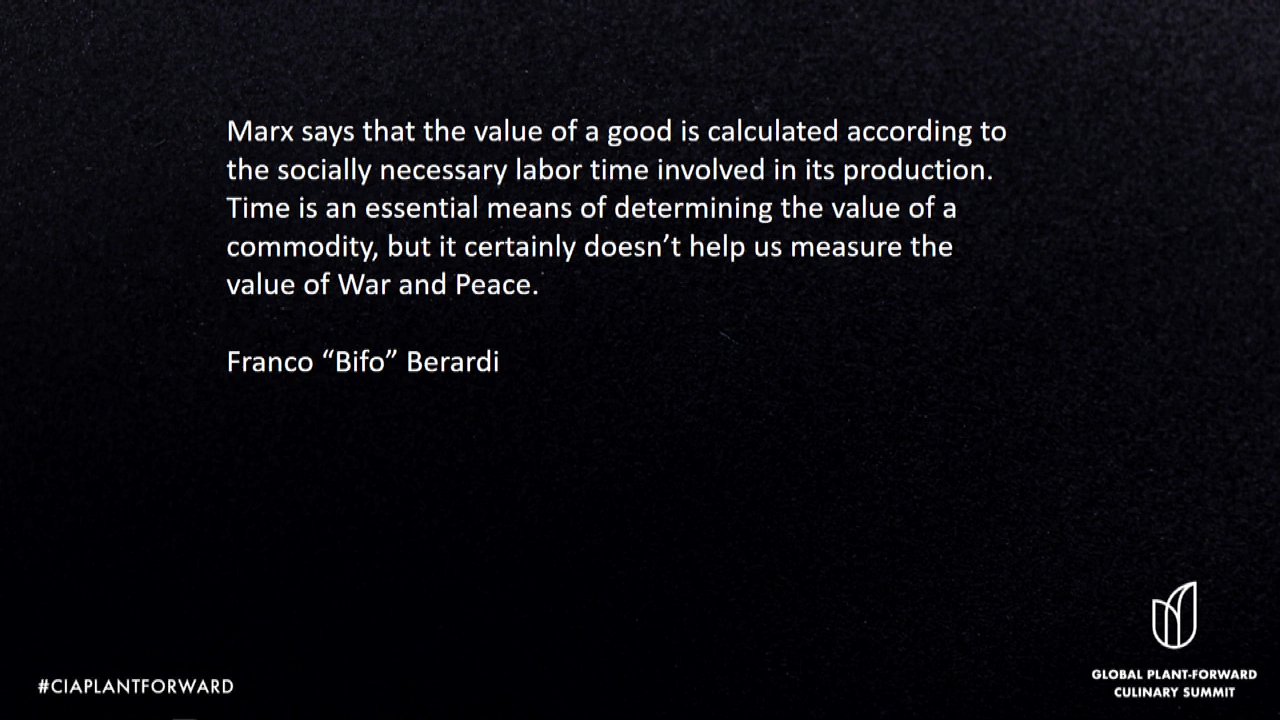 Marx says that the value of a good is calculated according to
the socially necessary labor time involved in its production.
Time is an essential means of determining the value of a
commodity, but it certainly doesn’t help us measure the
value of War and Peace.
Franco “Bifo” Berardi
#CIAPLANTFORWARD
GLOBAL PLANT-FORWARD
CULINARY SUMMIT